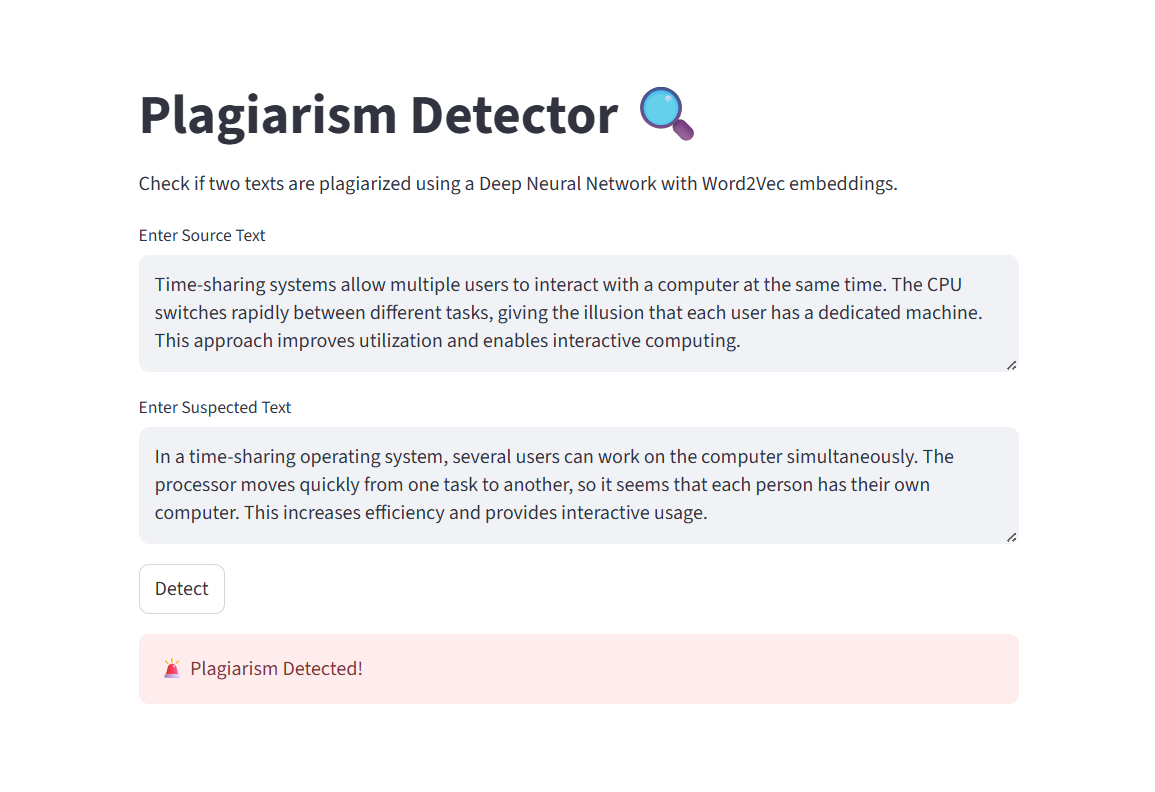 Plagiarism Detector 🔍
Check if two texts are plagiarized using a Deep Neural Network with Word2Vec embeddings.
Enter Source Text
Time-sharing systems allow multiple users to interact with a computer at the same time. The CPU
switches rapidly between different tasks, giving the illusion that each user has a dedicated machine.
This approach improves utilization and enables interactive computing.
Enter Suspected Text
In a time-sharing operating system, several users can work on the computer simultaneously. The
processor moves quickly from one task to another, so it seems that each person has their own
computer. This increases efficiency and provides interactive usage.
Detect
🚨 Plagiarism Detected!